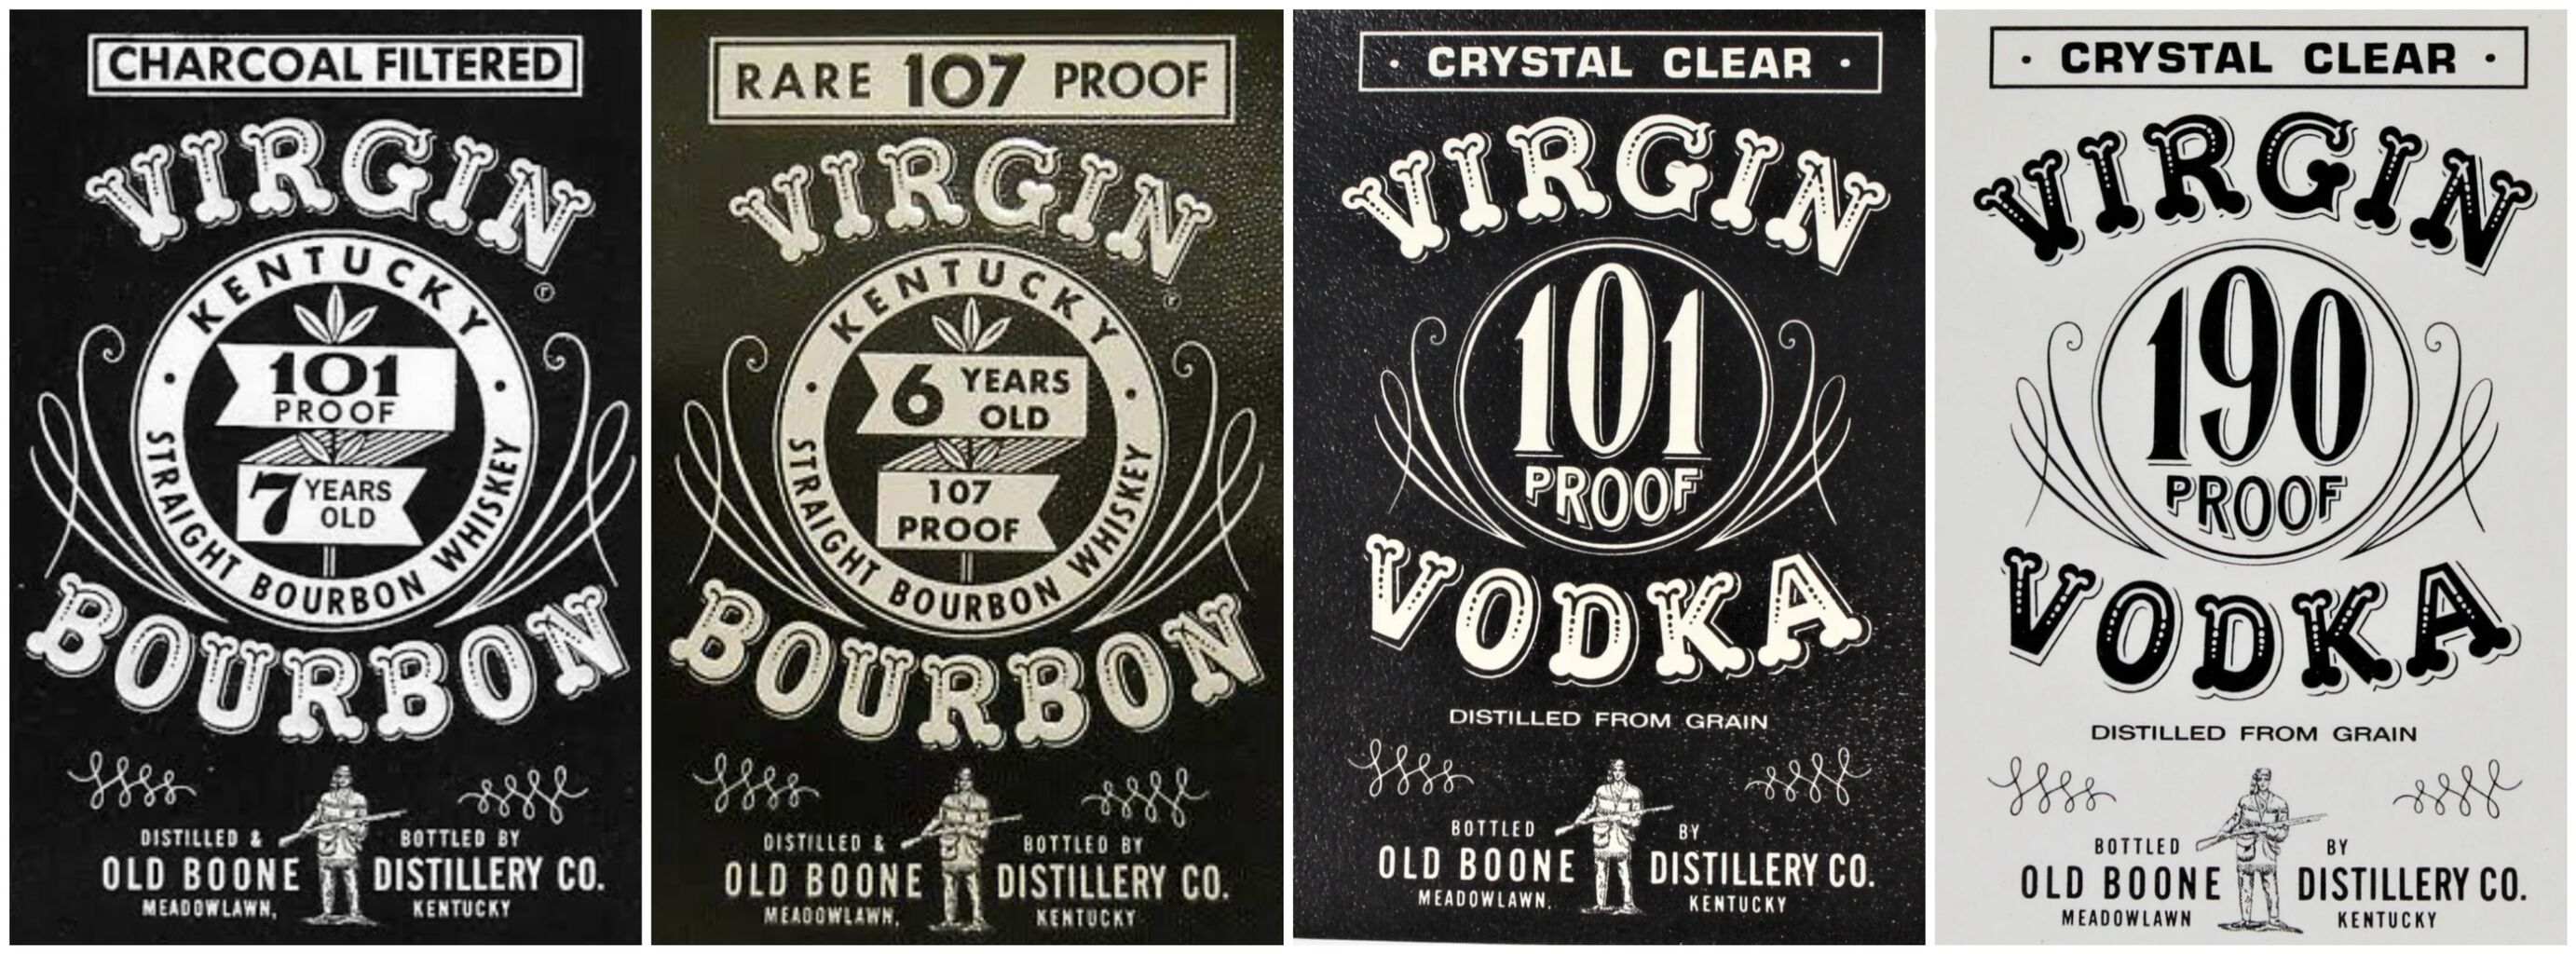 CHARCOAL FILTERED
VIRGIN
®
KENTUCKY
101
PROOF
7 YEARS
OLD
STRAIGHT BOURBON WHISKEY
BOURBON
DISTILLED & BOTTLED BY
OLD BOONE DISTILLERY CO.
MEADOWLAWN, KENTUCKY
RARE 107 PROOF
VIRGIN
®
KENTUCKY
6 YEARS
OLD
107
PROOF
STRAIGHT BOURBON WHISKEY
BOURBON
DISTILLED & BOTTLED BY
OLD BOONE DISTILLERY CO.
MEADOWLAWN, KENTUCKY
· CRYSTAL CLEAR ·
VIRGIN
101
PROOF
VODKA
DISTILLED FROM GRAIN
BOTTLED BY
OLD BOONE DISTILLERY CO.
MEADOWLAWN, KENTUCKY
· CRYSTAL CLEAR ·
VIRGIN
190
PROOF
VODKA
DISTILLED FROM GRAIN
BOTTLED BY
OLD BOONE DISTILLERY CO.
MEADOWLAWN KENTUCKY